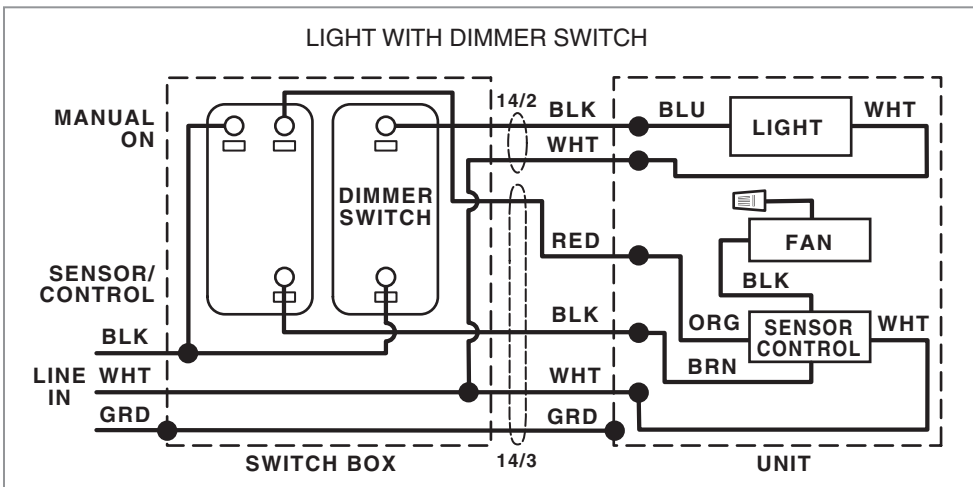 LIGHT WITH DIMMER SWITCH
MANUAL
ON
14/2
BLK
BLU
LIGHT
WHT
WHT
DIMMER
SWITCH
RED
FAN
BLK
SENSOR/
CONTROL
BLK
ORG
SENSOR
CONTROL
WHT
BLK
BRN
LINE
IN
WHT
WHT
GRD
GRD
SWITCH BOX
14/3
UNIT